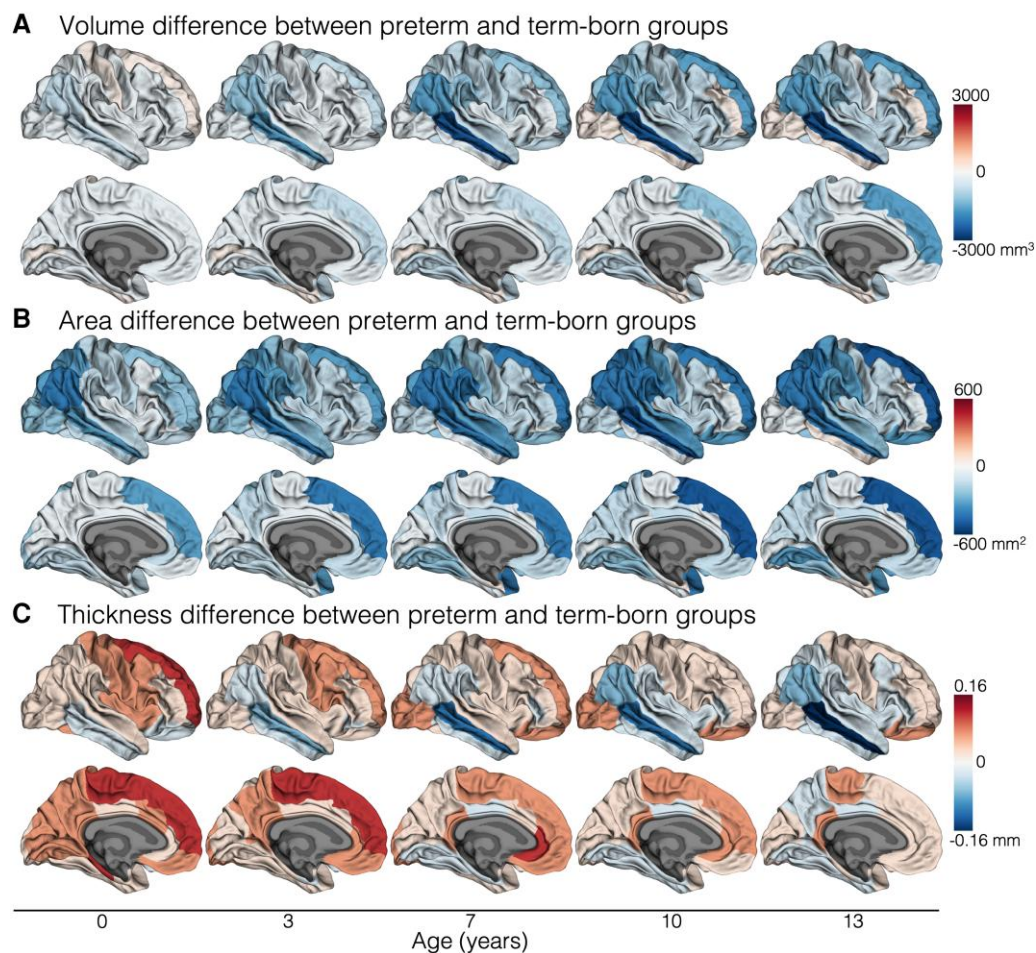 A Volume difference between preterm and term-born groups
3000
0
-3000 mm³
B Area difference between preterm and term-born groups
600
0
-600 mm²
C Thickness difference between preterm and term-born groups
0.16
0
-0.16 mm
0 3 7 10 13
Age (years)